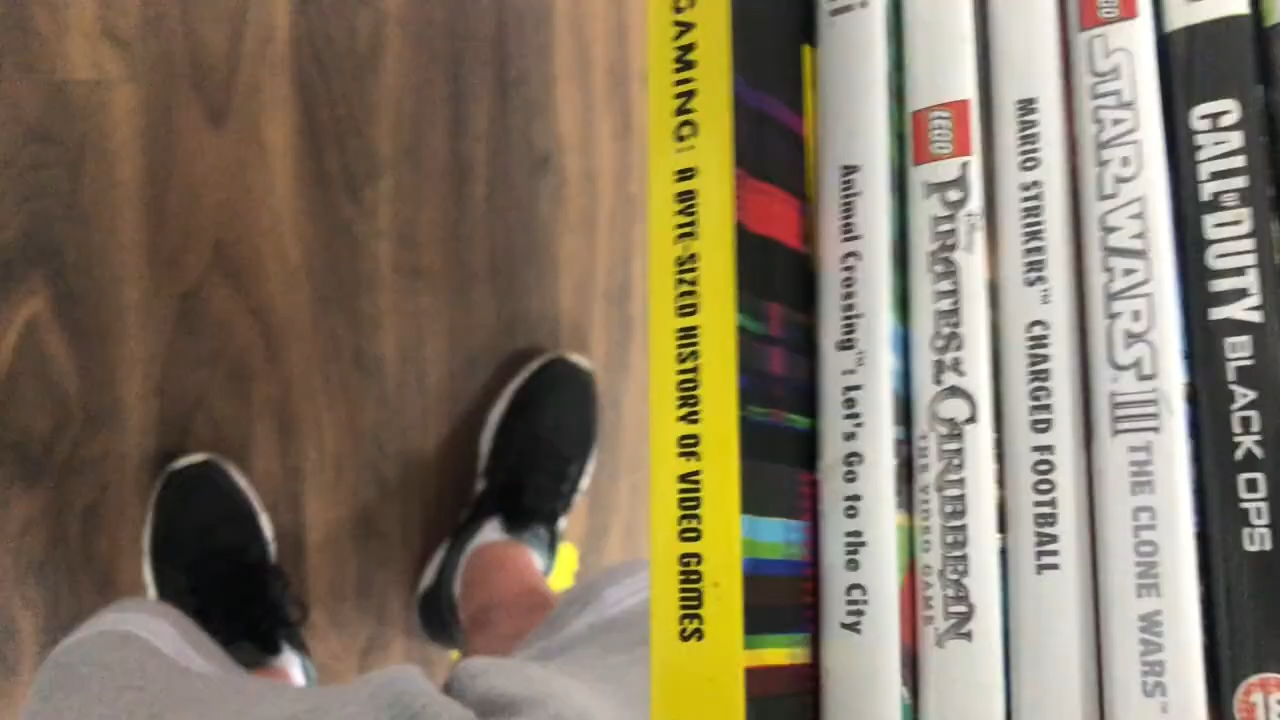 GAMING: A BYTE-SIZED HISTORY OF VIDEO GAMES
Animal Crossing™: Let's Go to the City
LEGO
Disney
PIRATES of the CARIBBEAN
THE VIDEO GAME
MARIO STRIKERS™ CHARGED FOOTBALL
LEGO
STAR WARS III THE CLONE WARS™
CALL OF DUTY BLACK OPS